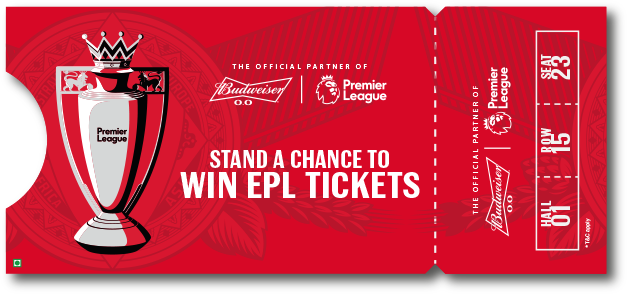 Premier
League
THE OFFICIAL PARTNER OF
Budweiser
0.0
Premier
League
STAND A CHANCE TO
WIN EPL TICKETS
THE OFFICIAL PARTNER OF
Budweiser
0.0
Premier
League
HALL
01
ROW
15
SEAT
23
*T&C apply